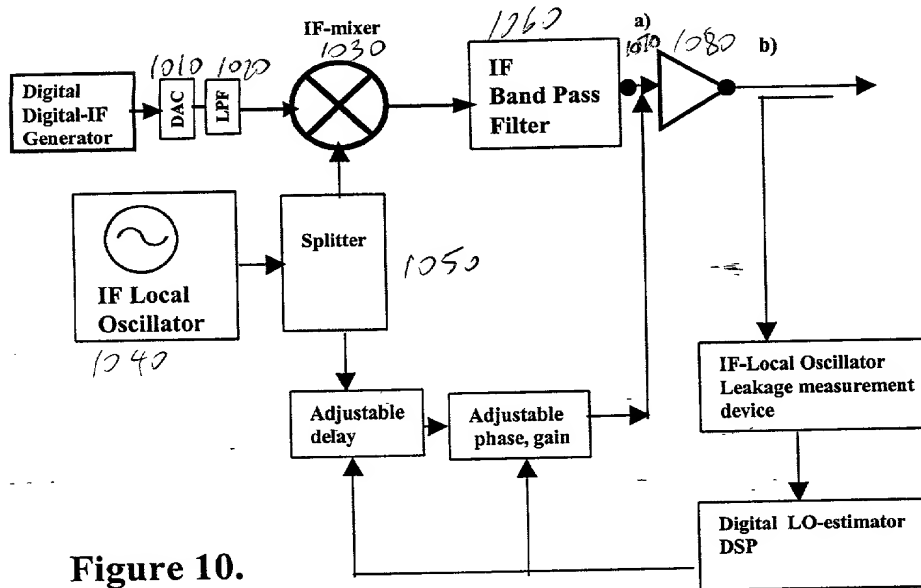 1060
a)
IF-mixer
1030
1070
1080
b)
1010
1020
Digital
Digital-IF
Generator
DAC
LPF
IF
Band Pass
Filter
Splitter
1050
IF Local
Oscillator
1040
IF-Local Oscillator
Leakage measurement
device
Adjustable
delay
Adjustable
phase, gain
Digital LO-estimator
DSP
Figure 10.